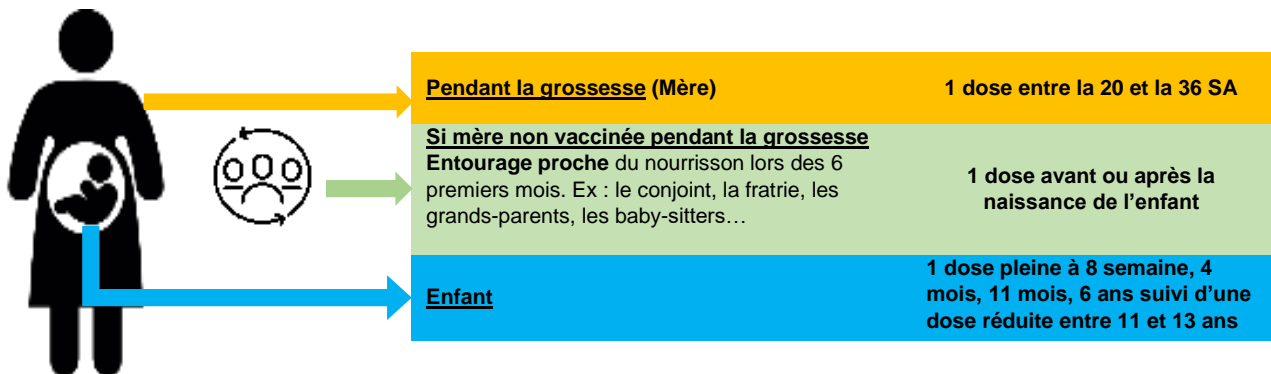 Pendant la grossesse (Mère)
1 dose entre la 20 et la 36 SA
Si mère non vaccinée pendant la grossesse
Entourage proche du nourrisson lors des 6
premiers mois. Ex : le conjoint, la fratrie, les
grands-parents, les baby-sitters…
1 dose avant ou après la
naissance de l’enfant
Enfant
1 dose pleine à 8 semaine, 4
mois, 11 mois, 6 ans suivi d’une
dose réduite entre 11 et 13 ans